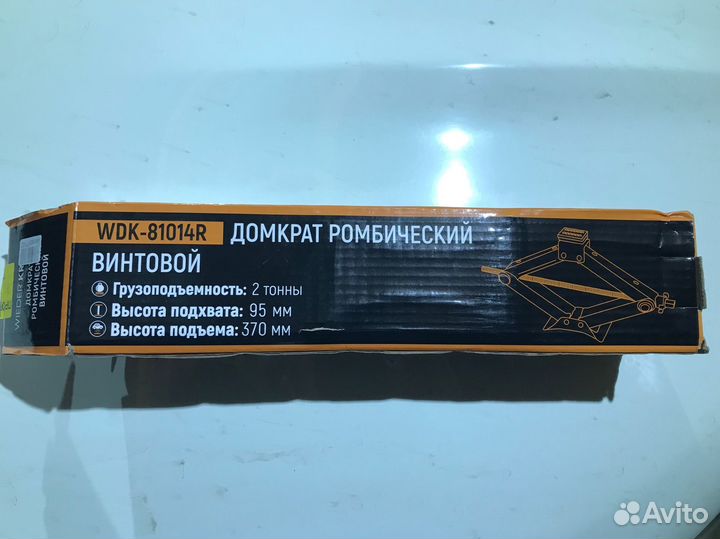 WDK-81014R ДОМКРАТ РОМБИЧЕСКИЙ
ВИНТОВОЙ
Грузоподъемность: 2 тонны
Высота подхвата: 95 мм
Высота подъема: 370 мм
ДОМКРАТ
РОМБИЧЕСКИЙ
ВИНТОВОЙ
Avito